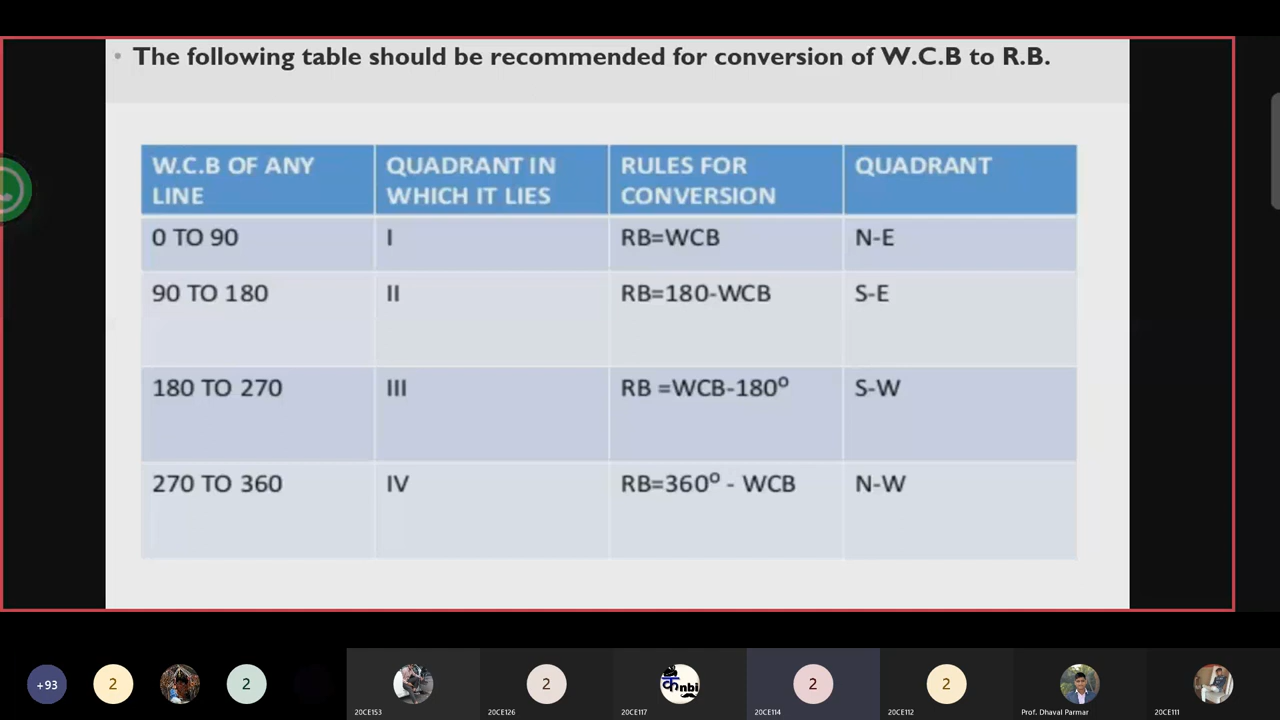 • The following table should be recommended for conversion of W.C.B to R.B.
W.C.B OF ANY LINE QUADRANT IN WHICH IT LIES RULES FOR CONVERSION QUADRANT
0 TO 90 I RB=WCB N-E
90 TO 180 II RB=180-WCB S-E
180 TO 270 III RB =WCB-180⁰ S-W
270 TO 360 IV RB=360⁰ - WCB N-W
+93 2 2 2 कnbi 2 2
20CE153 20CE126 20CE117 20CE114 20CE112 Prof. Dhaval Parmar 20CE111